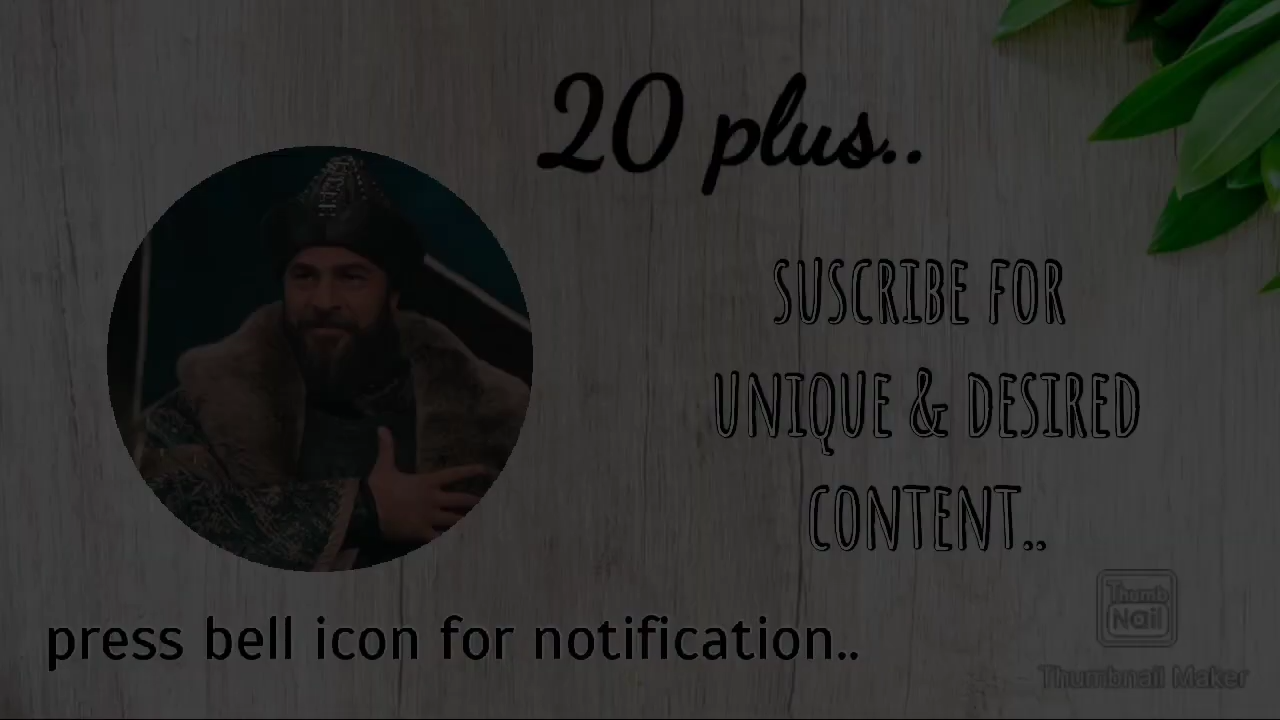 20 plus..
SUSCRIBE FOR
UNIQUE & DESIRED
CONTENT..
press bell icon for notification..
Thumb
Nail
Thumbnail Maker